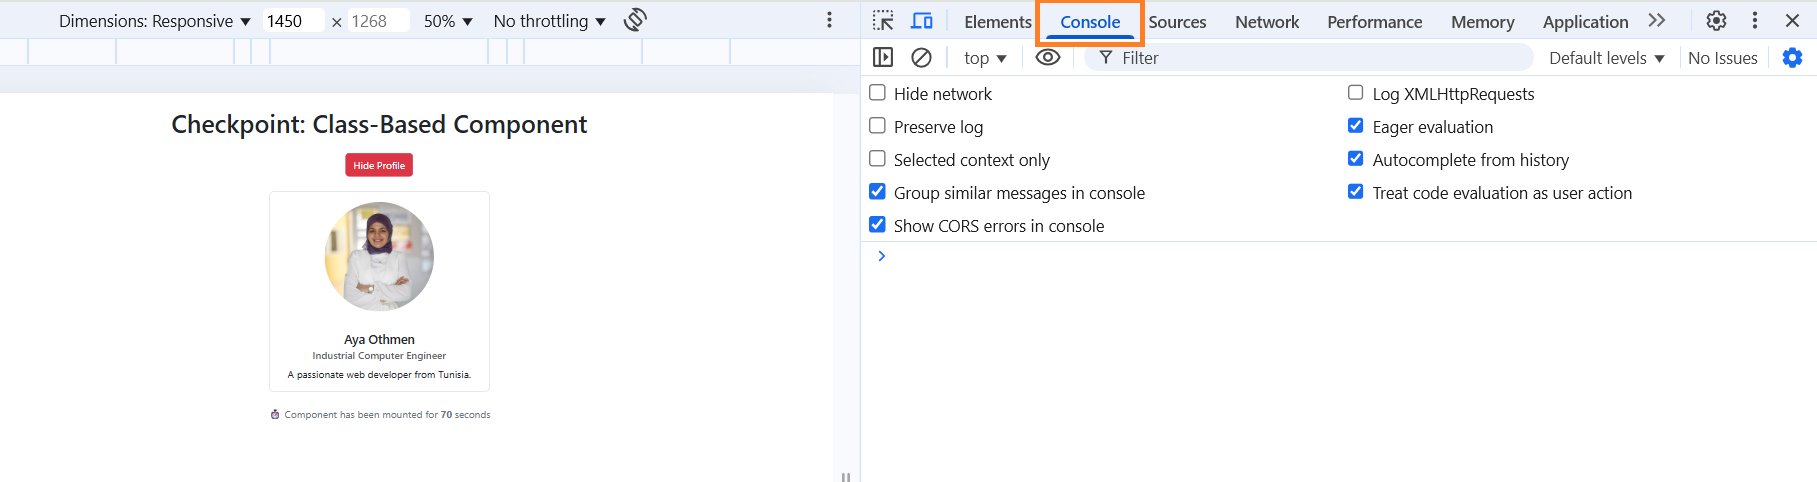 Dimensions: Responsive ▼ 1450 × 1268 50% ▼ No throttling ▼
Elements Console Sources Network Performance Memory Application
top ▼ Filter Default levels ▼ No Issues
Hide network
Log XMLHttpRequests
Preserve log
Eager evaluation
Selected context only
Autocomplete from history
Group similar messages in console
Treat code evaluation as user action
Show CORS errors in console
Checkpoint: Class-Based Component
Hide Profile
Aya Othmen
Industrial Computer Engineer
A passionate web developer from Tunisia.
Component has been mounted for 70 seconds